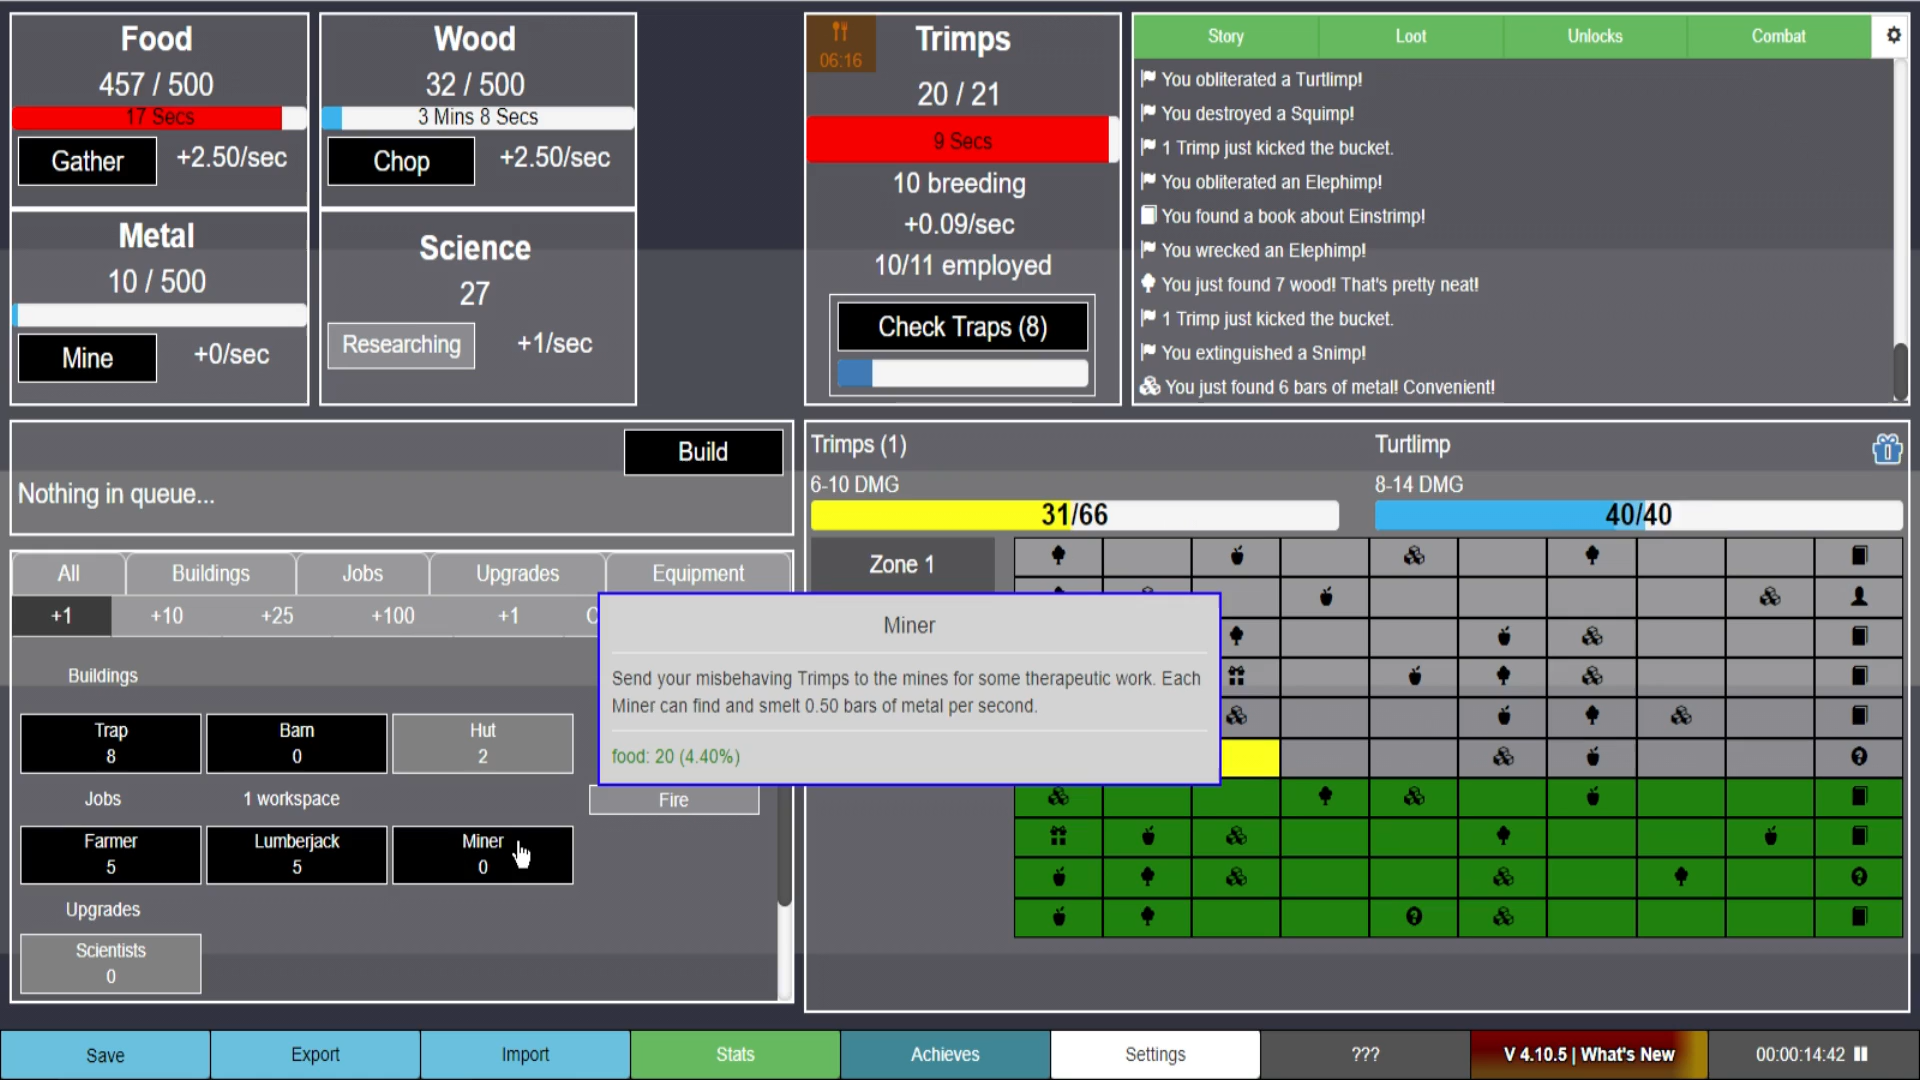 Food
457 / 500
17 Secs
Gather
+2.50/sec
Wood
32 / 500
3 Mins 8 Secs
Chop
+2.50/sec
Metal
10 / 500
Mine
+0/sec
Science
27
Researching
+1/sec
06:16
Trimps
20 / 21
9 Secs
10 breeding
+0.09/sec
10/11 employed
Check Traps (8)
Story
Loot
Unlocks
Combat
You obliterated a Turtlimp!
You destroyed a Squimp!
1 Trimp just kicked the bucket.
You obliterated an Elephimp!
You found a book about Einstrimp!
You wrecked an Elephimp!
You just found 7 wood! That's pretty neat!
1 Trimp just kicked the bucket.
You extinguished a Snimp!
You just found 6 bars of metal! Convenient!
Build
Nothing in queue...
All
Buildings
Jobs
Upgrades
Equipment
+1
+10
+25
+100
+1
Buildings
Trap
8
Barn
0
Hut
2
Jobs
1 workspace
Fire
Farmer
5
Lumberjack
5
Miner
0
Upgrades
Scientists
0
Trimps (1)
6-10 DMG
31/66
Turtlimp
8-14 DMG
40/40
Zone 1
Miner
Send your misbehaving Trimps to the mines for some therapeutic work. Each
Miner can find and smelt 0.50 bars of metal per second.
food: 20 (4.40%)
Save
Export
Import
Stats
Achieves
Settings
???
V 4.10.5 | What's New
00:00:14:42